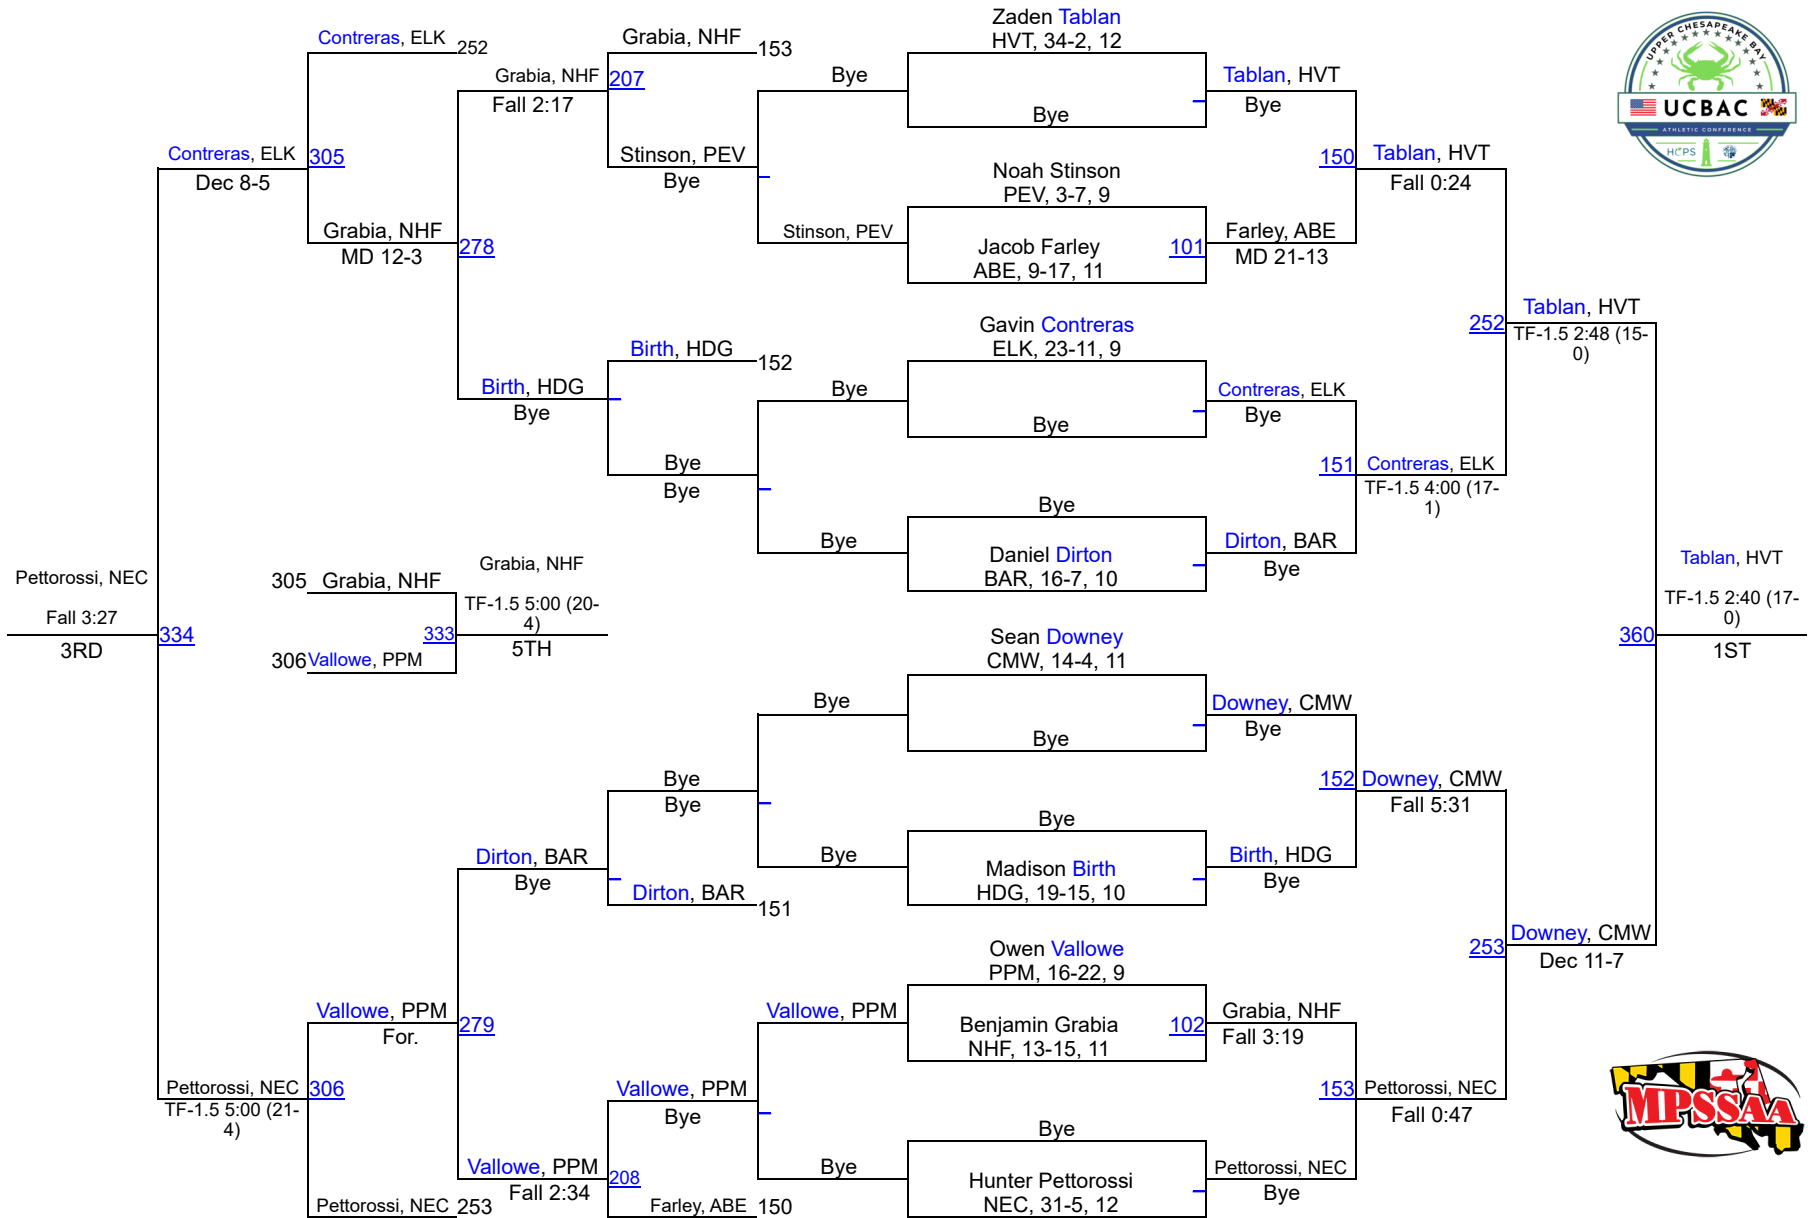 Zaden Tablan
HVT, 34-2, 12
Bye
Noah Stinson
PEV, 3-7, 9
Jacob Farley
ABE, 9-17, 11
101
Gavin Contreras
ELK, 23-11, 9
Bye
Bye
Daniel Dirton
BAR, 16-7, 10
Sean Downey
CMW, 14-4, 11
Bye
Bye
Madison Birth
HDG, 19-15, 10
Owen Vallowe
PPM, 16-22, 9
Benjamin Grabia
NHF, 13-15, 11
102
Bye
Hunter Pettorossi
NEC, 31-5, 12
Tablan, HVT
Bye
150
Farley, ABE
MD 21-13
Contreras, ELK
Bye
151
Dirton, BAR
Bye
Downey, CMW
Bye
152
Birth, HDG
Bye
Grabia, NHF
Fall 3:19
153
Pettorossi, NEC
Bye
Tablan, HVT
Fall 0:24
252
Contreras, ELK
TF-1.5 4:00 (17-
1)
Downey, CMW
Fall 5:31
253
Pettorossi, NEC
Fall 0:47
Tablan, HVT
TF-1.5 2:48 (15-
0)
360
Downey, CMW
Dec 11-7
Tablan, HVT
TF-1.5 2:40 (17-
0)
1ST
Bye
Stinson, PEV
Bye
Bye
Bye
Bye
Vallowe, PPM
Bye
Grabia, NHF 153
207
Stinson, PEV
Bye
Birth, HDG
152
Bye
Bye
Bye
Bye
Dirton, BAR
151
Vallowe, PPM
Bye
208
Farley, ABE 150
Grabia, NHF
Fall 2:17
278
Birth, HDG
Bye
Dirton, BAR
Bye
279
Vallowe, PPM
Fall 2:34
Contreras, ELK 252
305
Grabia, NHF
MD 12-3
Vallowe, PPM
For.
306
Pettorossi, NEC 253
Contreras, ELK
Dec 8-5
334
Pettorossi, NEC
TF-1.5 5:00 (21-
4)
Pettorossi, NEC
Fall 3:27
3RD
305 Grabia, NHF
333
306 Vallowe, PPM
Grabia, NHF
TF-1.5 5:00 (20-
4)
5TH
UPPER CHESAPEAKE BAY
UCBAC
ATHLETIC CONFERENCE
HCPS
MPSSAA